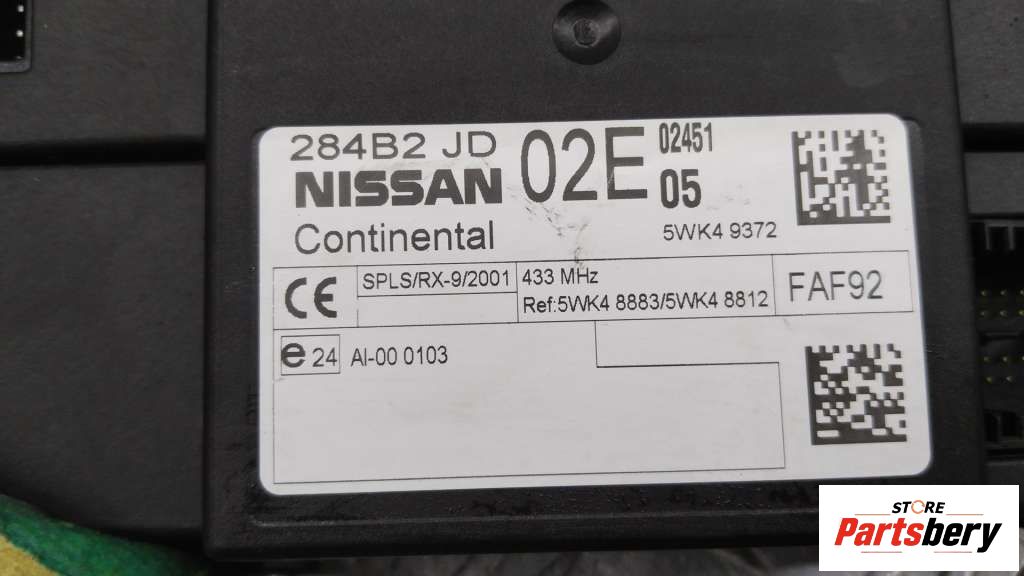 284B2 JD 02E 02451
NISSAN 05
Continental 5WK4 9372
CE SPLS/RX-9/2001 433 MHz FAF92
Ref:5WK4 8883/5WK4 8812
e 24 AI-00 0103
STORE
Partsbery